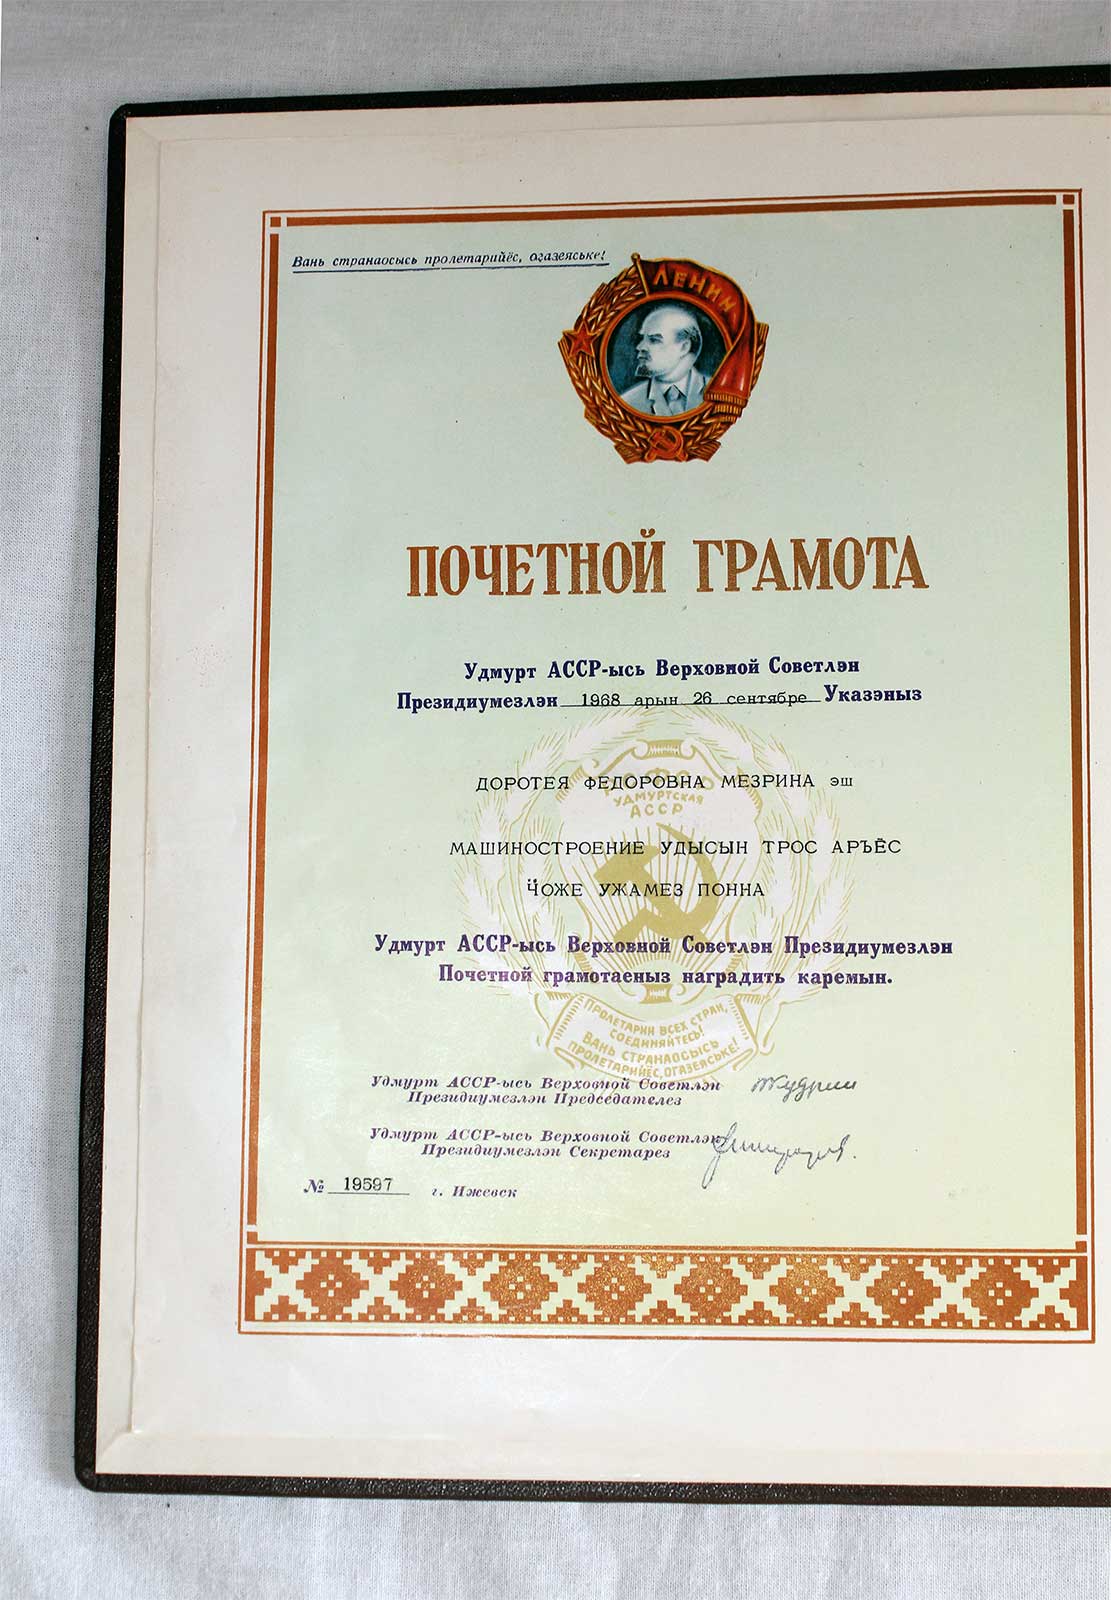 Вань странаосысь пролетарийёс, огазеяське!
ЛЕНИН
ПОЧЕТНОЙ ГРАМОТА
Удмурт АССР-ысь Верховной Советлэн
Президиумезлэн 1968 арын 26 сентябре Указэныз
РСФСР
УДМУРТСКАЯ
АССР
ДОРОТЕЯ ФЕДОРОВНА МЕЗРИНА эш
МАШИНОСТРОЕНИЕ УДЫСЫН ТРОС АРЪЁС
ӴОЖЕ УЖАМЕЗ ПОННА
Удмурт АССР-ысь Верховной Советлэн Президиумезлэн
Почетной грамотаеныз наградить каремын.
ПРОЛЕТАРИИ ВСЕХ СТРАН,
СОЕДИНЯЙТЕСЬ!
ВАНЬ СТРАНАОСЫСЬ
ПРОЛЕТАРИЙЁС, ОГАЗЕЯСЬКЕ!
Удмурт АССР-ысь Верховной Советлэн
Президиумезлэн Председателез
Удмурт АССР-ысь Верховной Советлэн
Президиумезлэн Секретарез
№ 19597 г. Ижевск